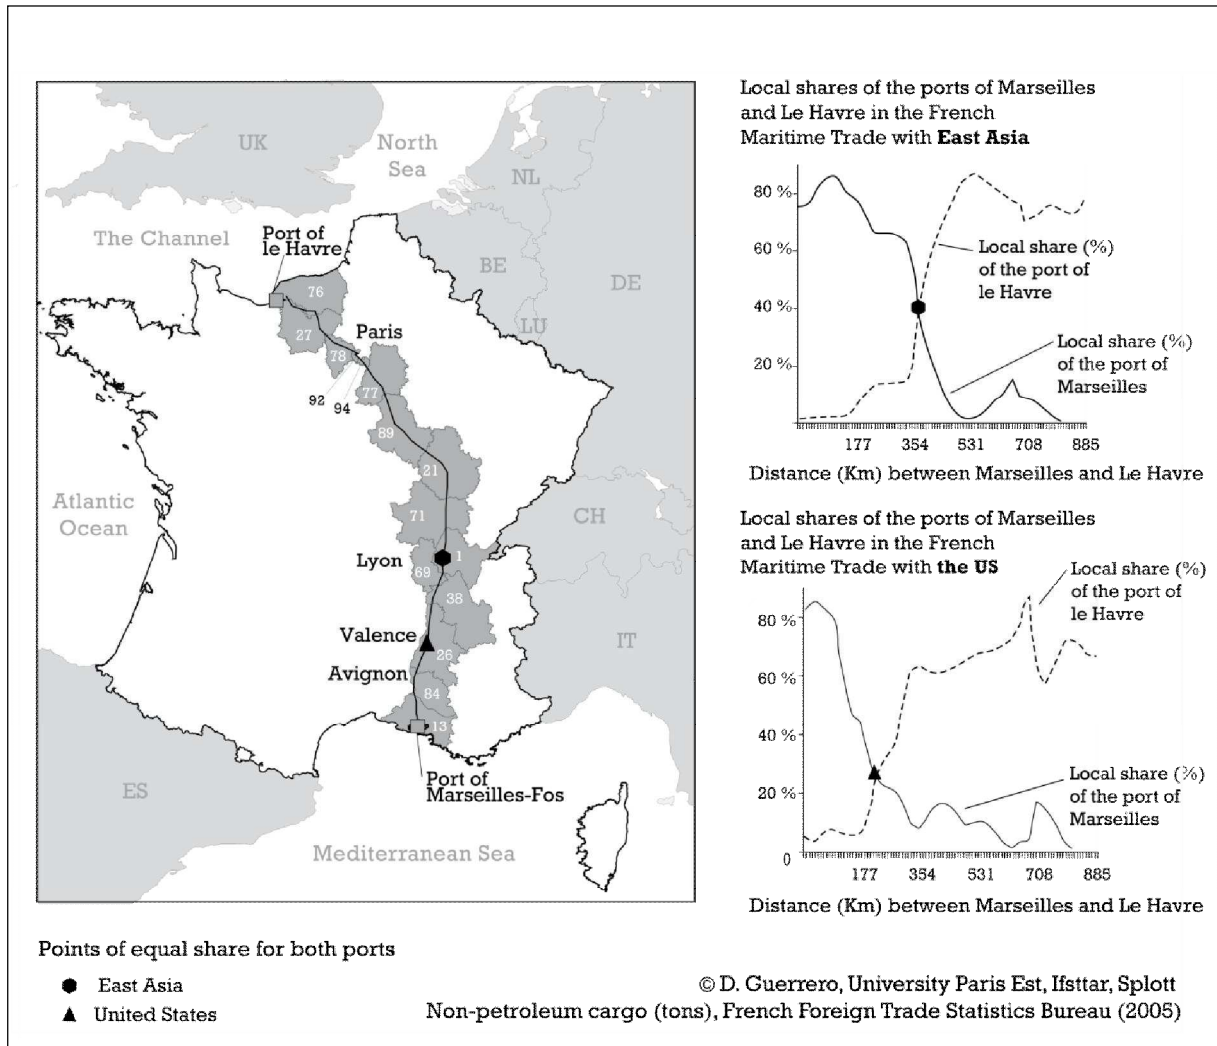 UK
North
Sea
NL
The Channel
Port of
le Havre
BE
DE
LU
76
27
Paris
78
92
94
77
89
21
Atlantic
Ocean
71
CH
Lyon
1
69
38
Valence
26
IT
Avignon
84
13
Port of
Marseilles-Fos
ES
Mediterranean Sea
Local shares of the ports of Marseilles
and Le Havre in the French
Maritime Trade with East Asia
80 %
60 %
40 %
20 %
Local share (%)
of the port of
le Havre
Local share (%)
of the port of
Marseilles
177 354 531 708 885
Distance (Km) between Marseilles and Le Havre
Local shares of the ports of Marseilles
and Le Havre in the French
Maritime Trade with the US
Local share (%)
of the port of
le Havre
80 %
60 %
40 %
20 %
0
Local share (%)
of the port of
Marseilles
177 354 531 708 885
Distance (Km) between Marseilles and Le Havre
Points of equal share for both ports
East Asia
United States
© D. Guerrero, University Paris Est, Ifsttar, Splott
Non-petroleum cargo (tons), French Foreign Trade Statistics Bureau (2005)